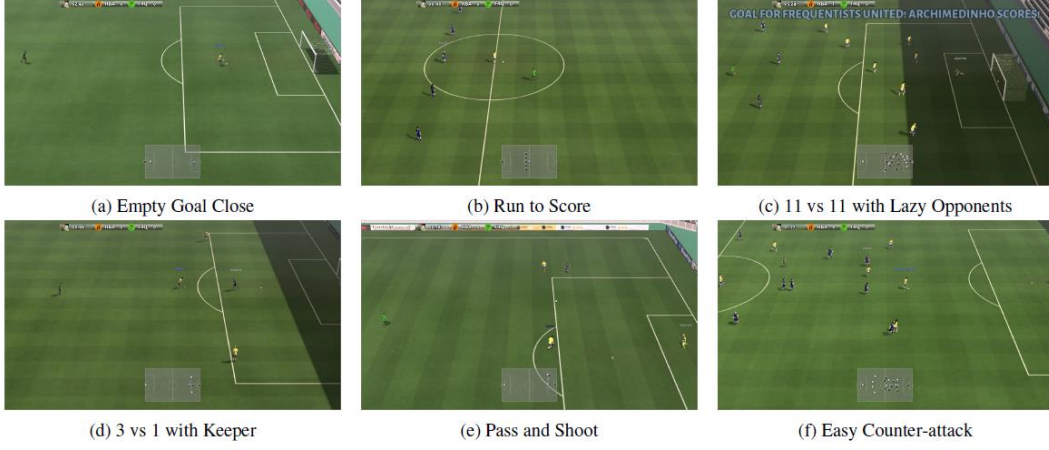 GOAL FOR FREQUENTISTS UNITED: ARCHIMEDINHO SCORES!
(a) Empty Goal Close
(b) Run to Score
(c) 11 vs 11 with Lazy Opponents
(d) 3 vs 1 with Keeper
(e) Pass and Shoot
(f) Easy Counter-attack